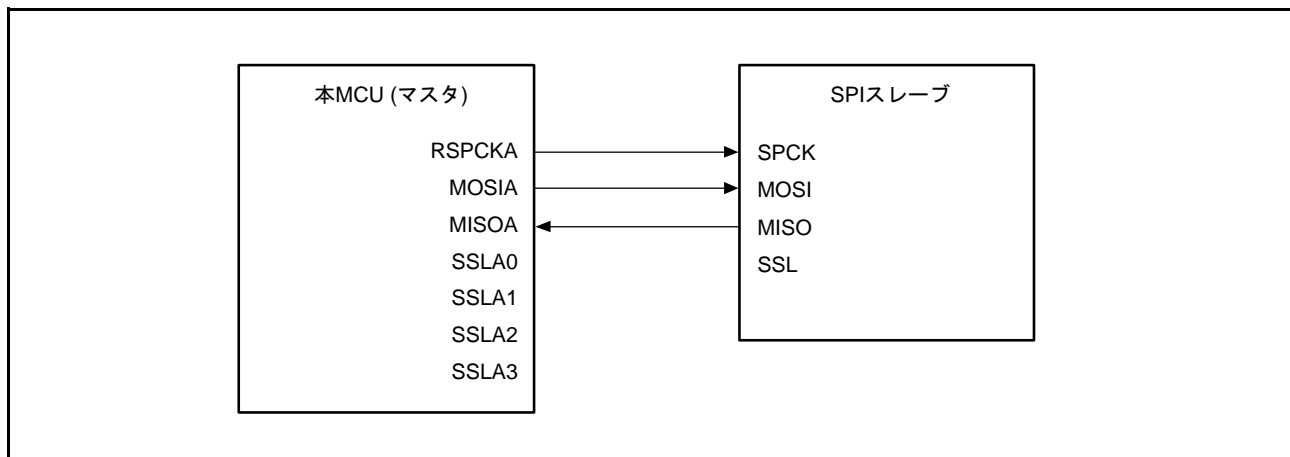 本MCU (マスタ)
RSPCKA
MOSIA
MISOA
SSLA0
SSLA1
SSLA2
SSLA3
SPIスレーブ
SPCK
MOSI
MISO
SSL